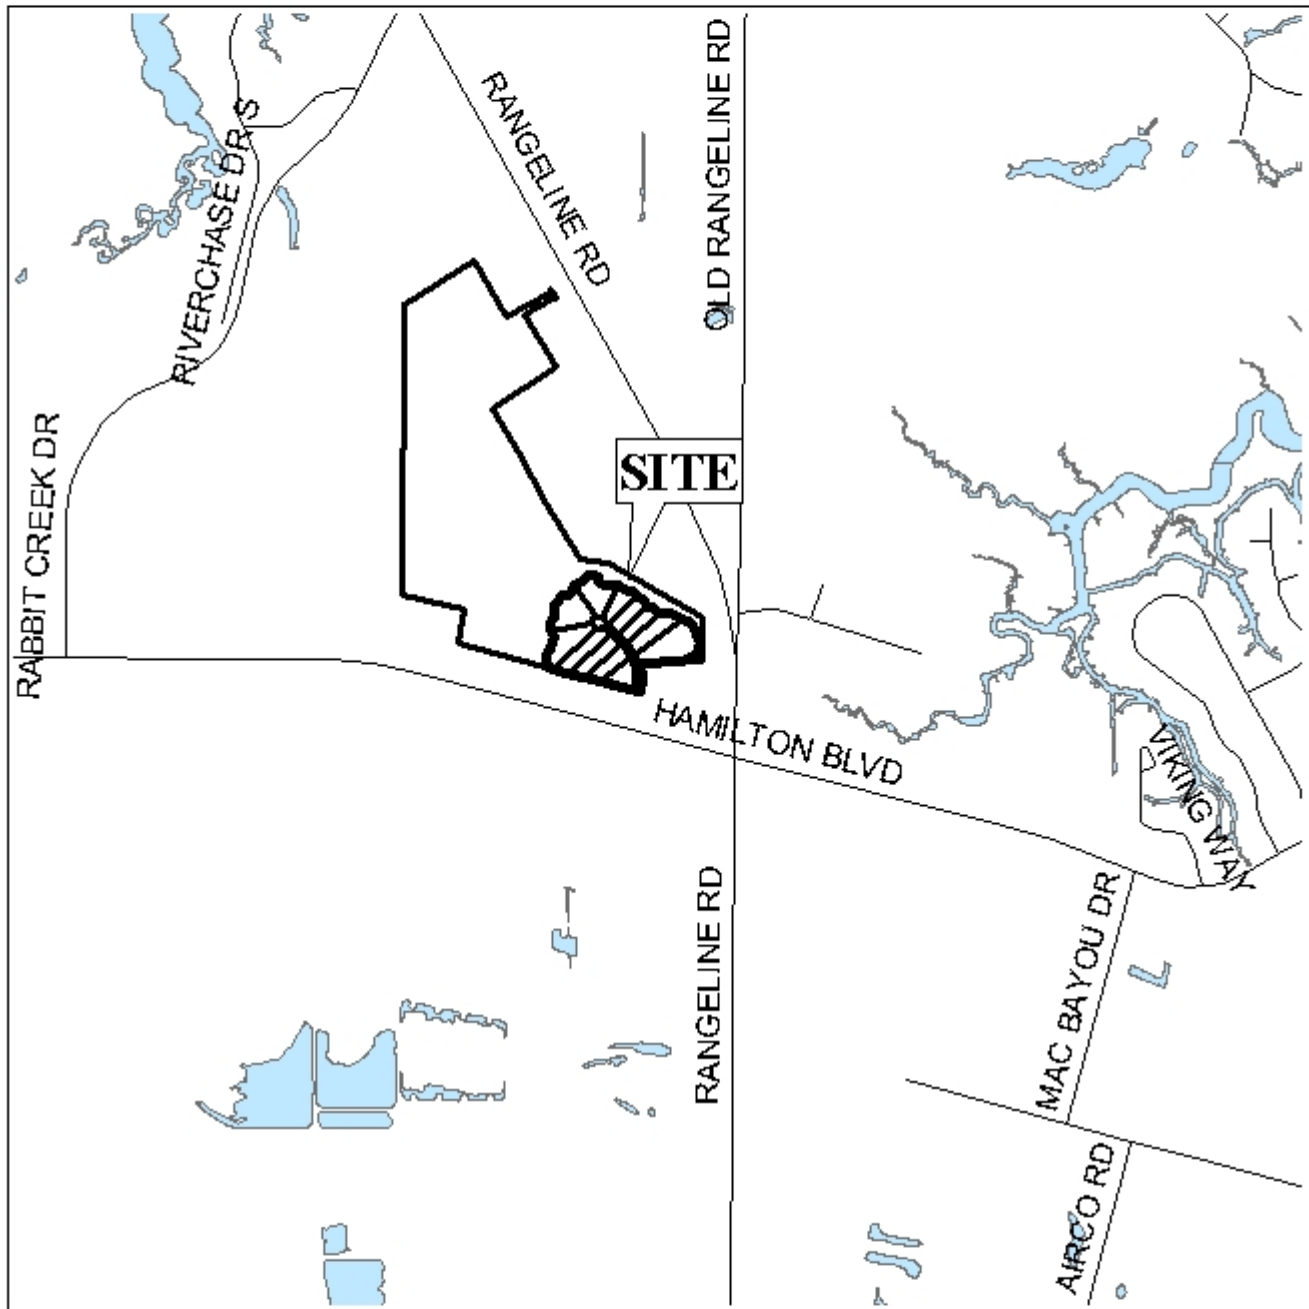 RIVERCHASE DR S
RANGELINE RD
OLD RANGELINE RD
RABBIT CREEK DR
SITE
HAMILTON BLVD
VIKING WAY
RANGELINE RD
MAC BAYOU DR
AIRCO RD